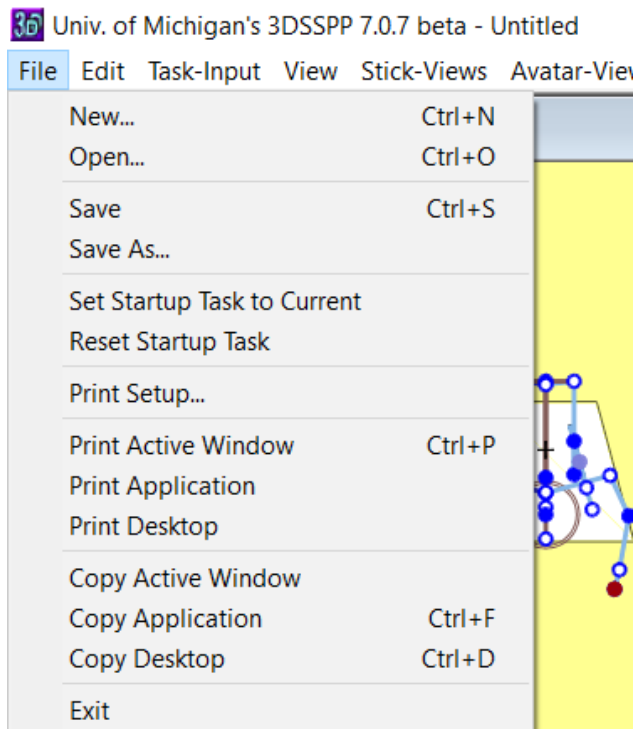 3D Univ. of Michigan's 3DSSPP 7.0.7 beta - Untitled
File Edit Task-Input View Stick-Views Avatar-View
New... Ctrl+N
Open... Ctrl+O
Save Ctrl+S
Save As...
Set Startup Task to Current
Reset Startup Task
Print Setup...
Print Active Window Ctrl+P
Print Application
Print Desktop
Copy Active Window
Copy Application Ctrl+F
Copy Desktop Ctrl+D
Exit